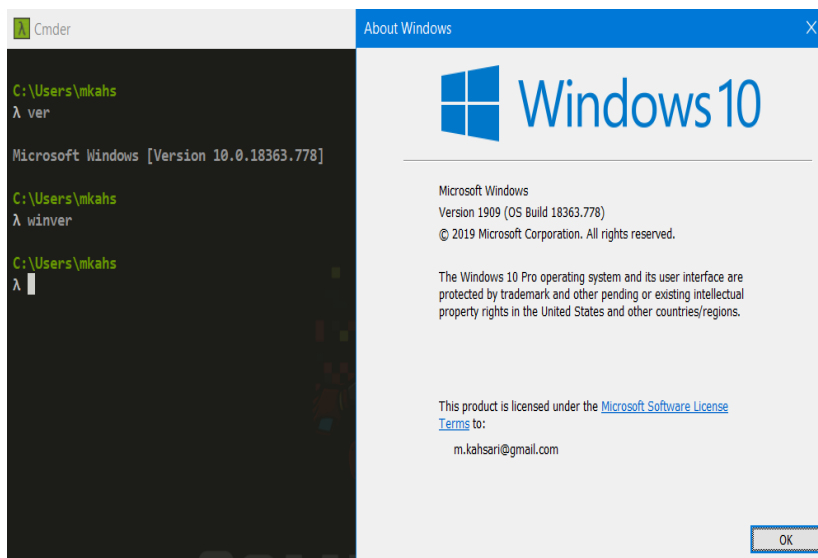 λ Cmder
C:\Users\mkahs
λ ver
Microsoft Windows [Version 10.0.18363.778]
C:\Users\mkahs
λ winver
C:\Users\mkahs
λ
About Windows
Windows 10
Microsoft Windows
Version 1909 (OS Build 18363.778)
© 2019 Microsoft Corporation. All rights reserved.
The Windows 10 Pro operating system and its user interface are
protected by trademark and other pending or existing intellectual
property rights in the United States and other countries/regions.
This product is licensed under the Microsoft Software License
Terms to:
m.kahsari@gmail.com
OK